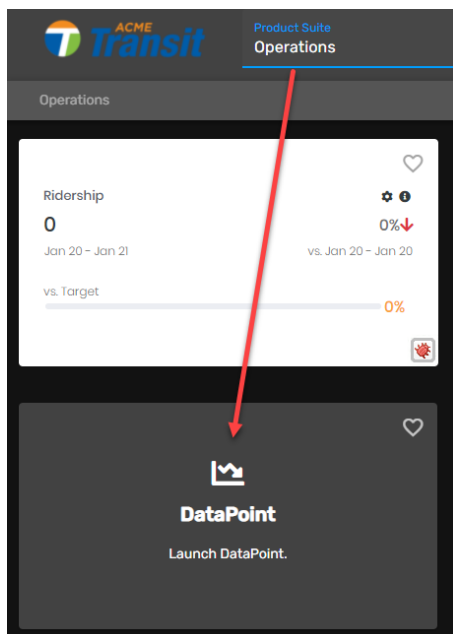 ACME
Transit
Product Suite
Operations
Operations
Ridership
0
0%
Jan 20 - Jan 21
vs. Jan 20 - Jan 20
vs. Target
0%
DataPoint
Launch DataPoint.